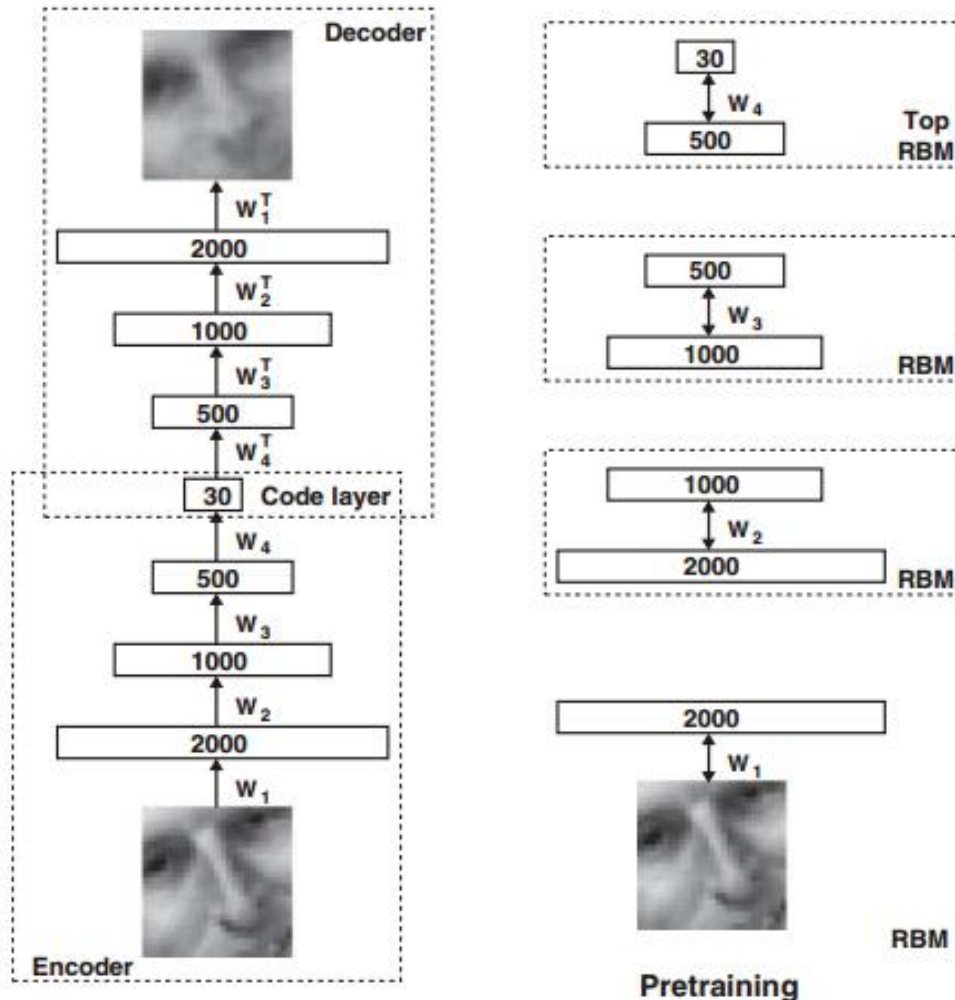 Decoder
W₁ᵀ
2000
W₂ᵀ
1000
W₃ᵀ
500
W₄ᵀ
30 Code layer
W₄
500
W₃
1000
W₂
2000
W₁
Encoder
30
W₄
500
Top
RBM
500
W₃
1000
RBM
1000
W₂
2000
RBM
2000
W₁
RBM
Pretraining